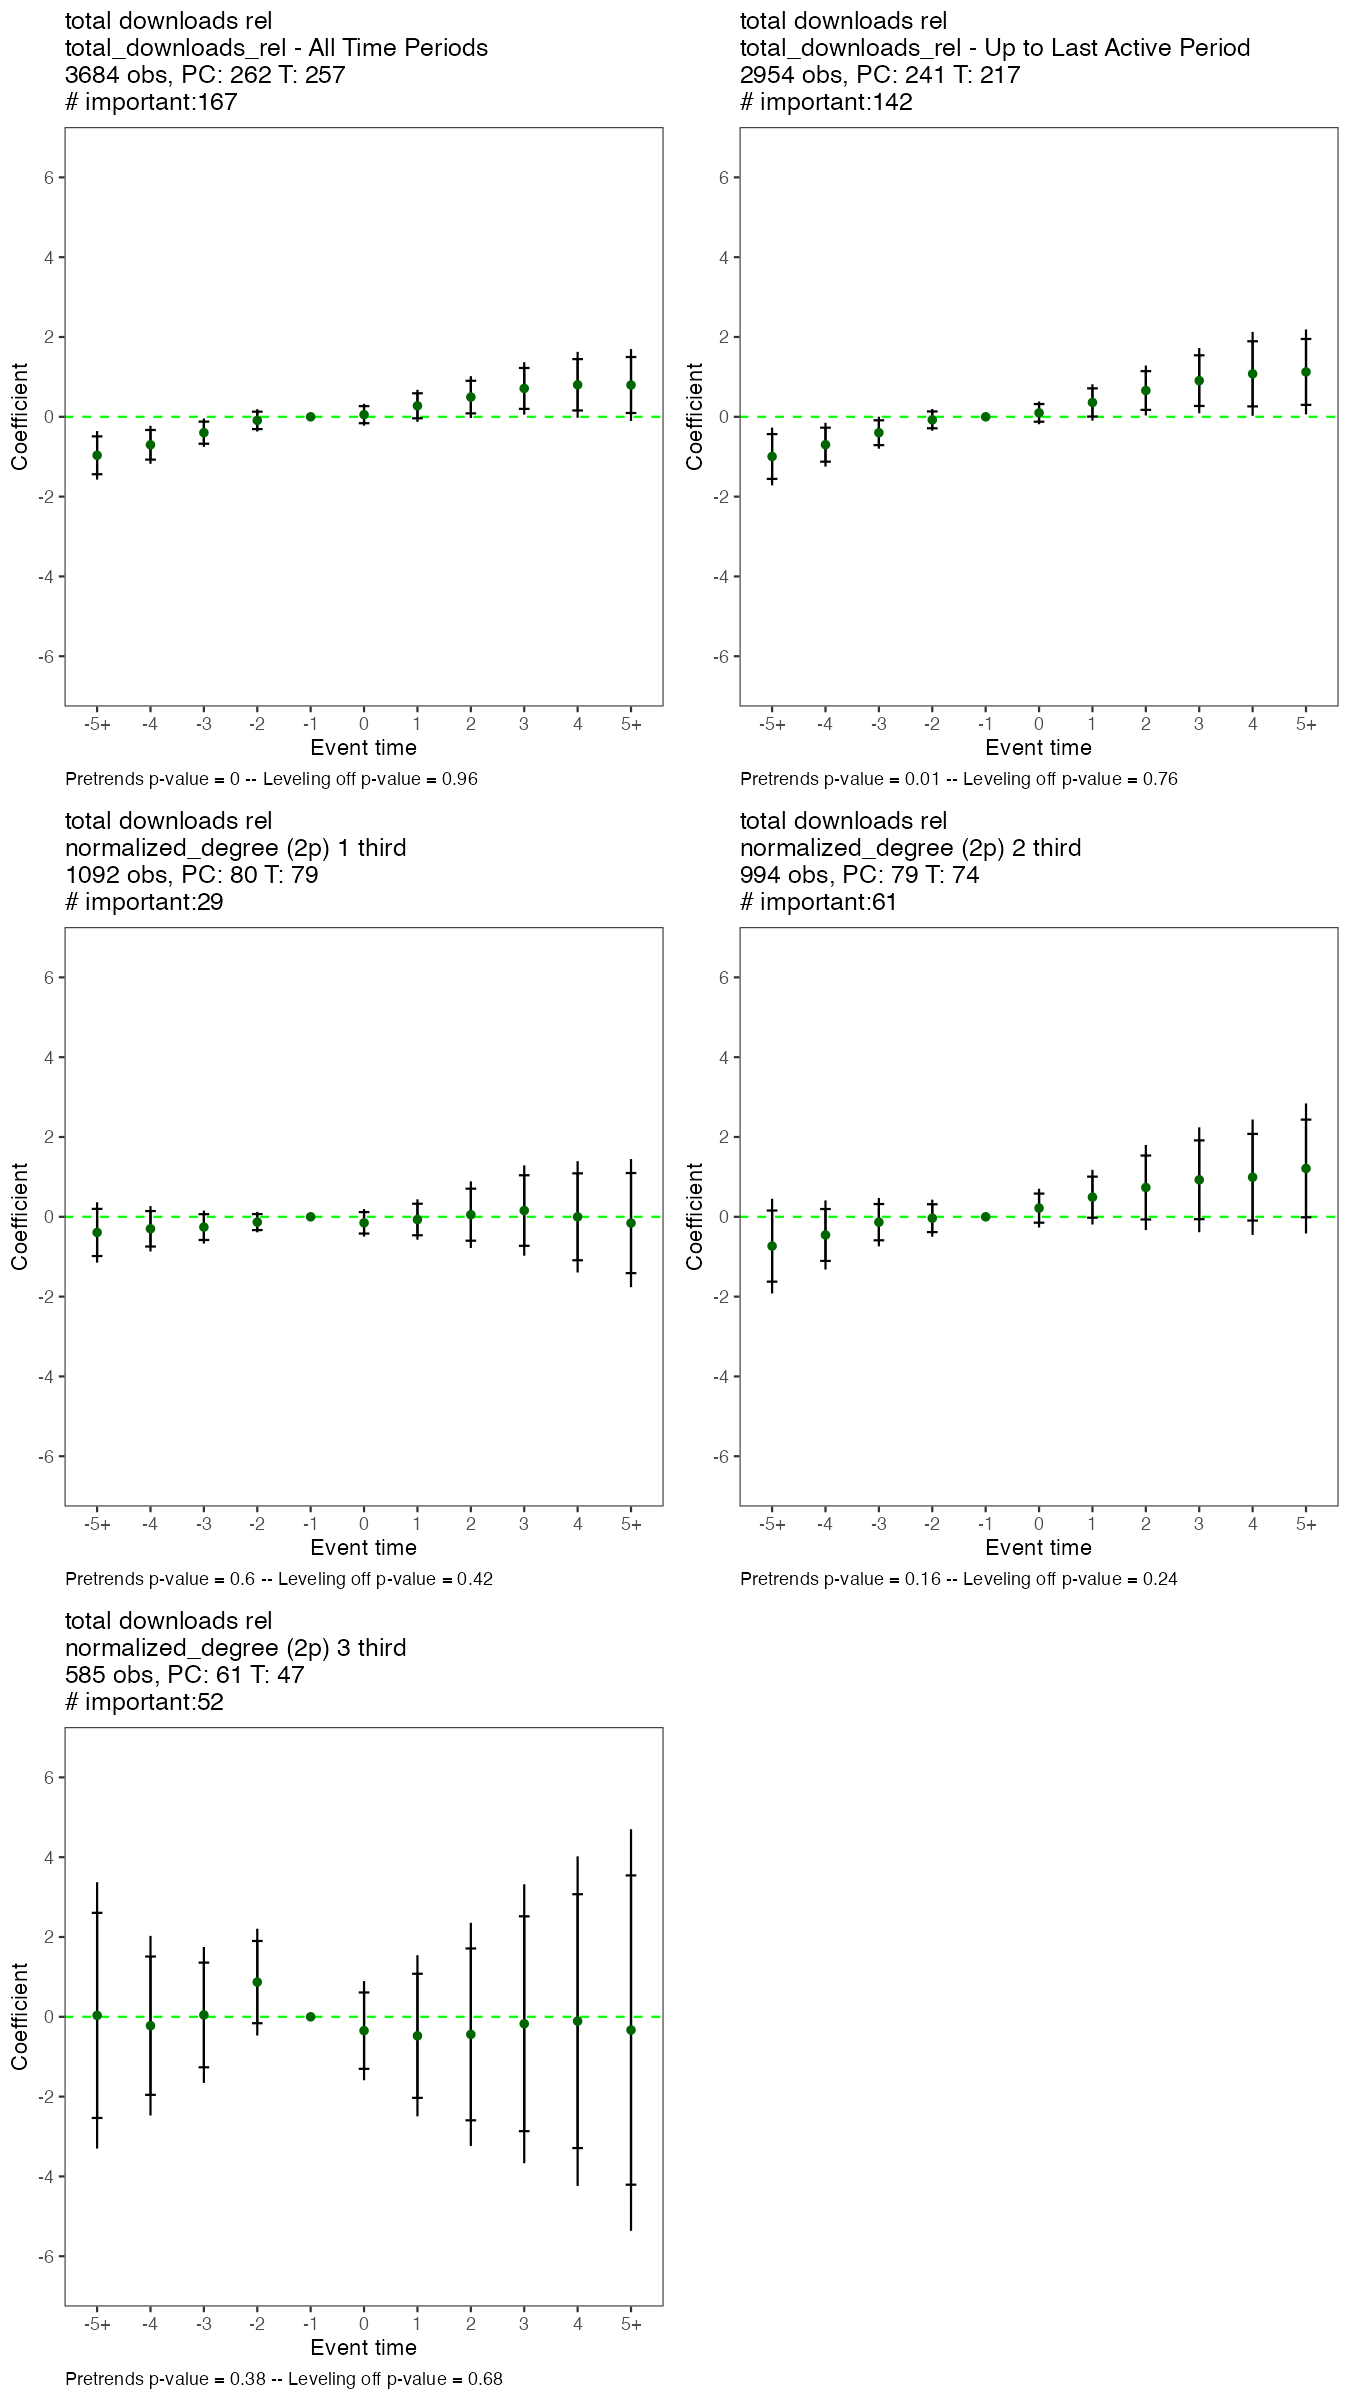 total downloads rel
total_downloads_rel - All Time Periods
3684 obs, PC: 262 T: 257
# important:167
Coefficient
6
4
2
0
-2
-4
-6
-5+ -4 -3 -2 -1 0 1 2 3 4 5+
Event time
Pretrends p-value = 0 -- Leveling off p-value = 0.96
total downloads rel
total_downloads_rel - Up to Last Active Period
2954 obs, PC: 241 T: 217
# important:142
Coefficient
6
4
2
0
-2
-4
-6
-5+ -4 -3 -2 -1 0 1 2 3 4 5+
Event time
Pretrends p-value = 0.01 -- Leveling off p-value = 0.76
total downloads rel
normalized_degree (2p) 1 third
1092 obs, PC: 80 T: 79
# important:29
Coefficient
6
4
2
0
-2
-4
-6
-5+ -4 -3 -2 -1 0 1 2 3 4 5+
Event time
Pretrends p-value = 0.6 -- Leveling off p-value = 0.42
total downloads rel
normalized_degree (2p) 2 third
994 obs, PC: 79 T: 74
# important:61
Coefficient
6
4
2
0
-2
-4
-6
-5+ -4 -3 -2 -1 0 1 2 3 4 5+
Event time
Pretrends p-value = 0.16 -- Leveling off p-value = 0.24
total downloads rel
normalized_degree (2p) 3 third
585 obs, PC: 61 T: 47
# important:52
Coefficient
6
4
2
0
-2
-4
-6
-5+ -4 -3 -2 -1 0 1 2 3 4 5+
Event time
Pretrends p-value = 0.38 -- Leveling off p-value = 0.68